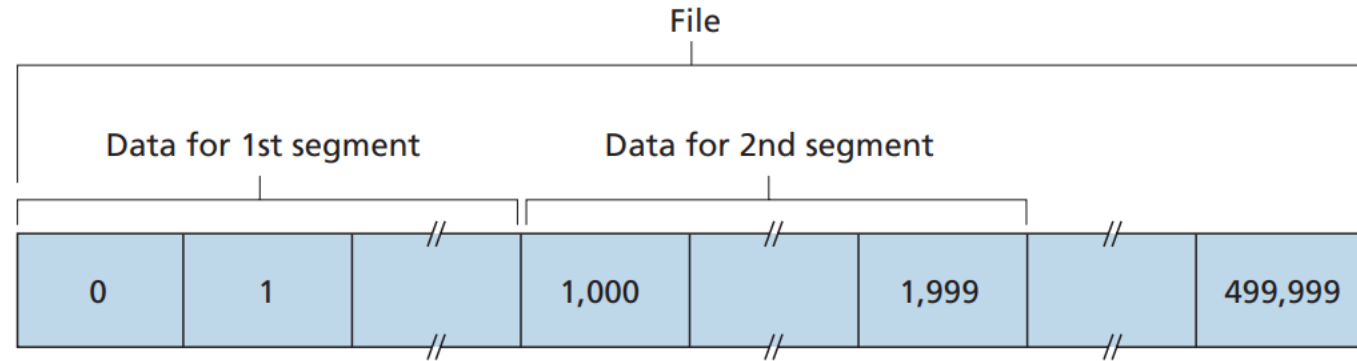 File
Data for 1st segment Data for 2nd segment
0 1 1,000 1,999 499,999